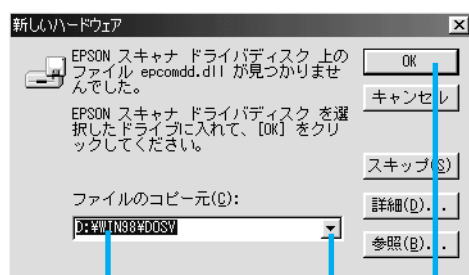 新しいハードウェア
EPSON スキャナ ドライバディスク 上の
ファイル epcomdd.dll が見つかりませ
んでした。
EPSON スキャナ ドライバディスク を選
択したドライブに入れて、[OK] をクリ
ックしてください。
ファイルのコピー元(C):
D:¥WIN98¥DOSV
OK
キャンセル
スキップ(S)
詳細(D)...
参照(B)...